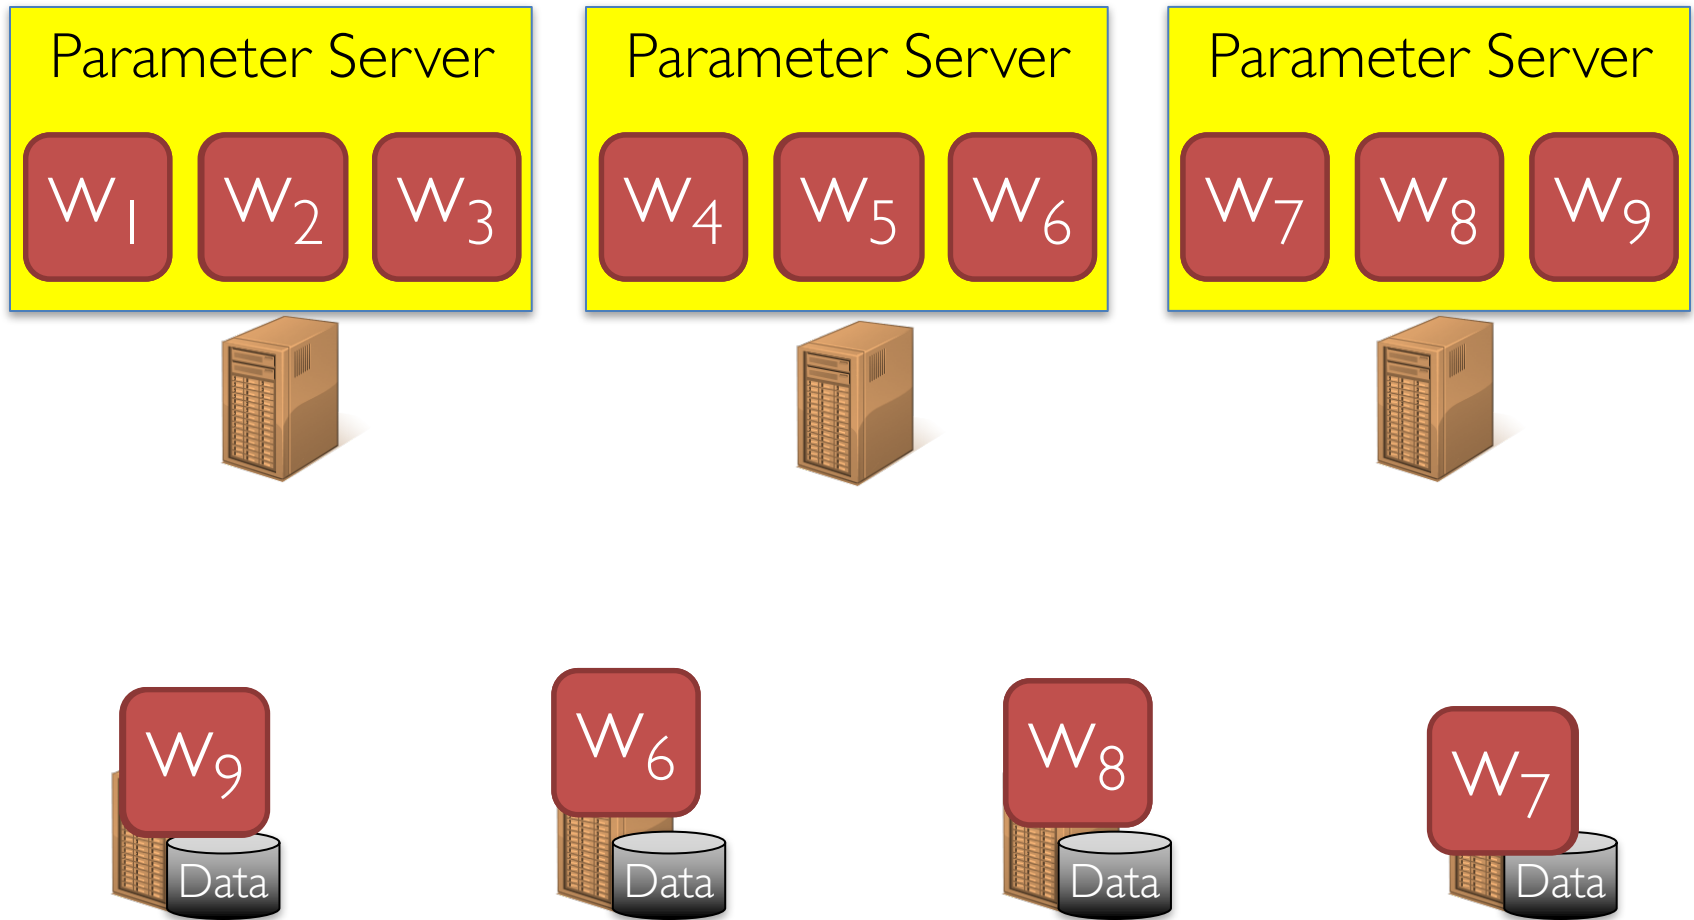 Parameter Server
w1 w2 w3
Parameter Server
w4 w5 w6
Parameter Server
w7 w8 w9
w9
Data
w6
Data
w8
Data
w7
Data